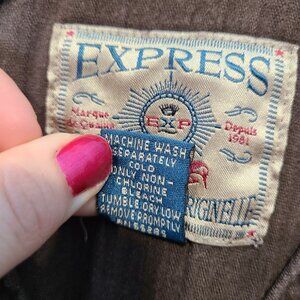 EXPRESS
Marque
de Qualité
Depuis
1981
EXP
MACHINE WASH
SEPARATELY
COLD
ONLY NON-
CHLORINE
BLEACH
TUMBLE DRY LOW
REMOVE PROMPTLY
RIGINELLE